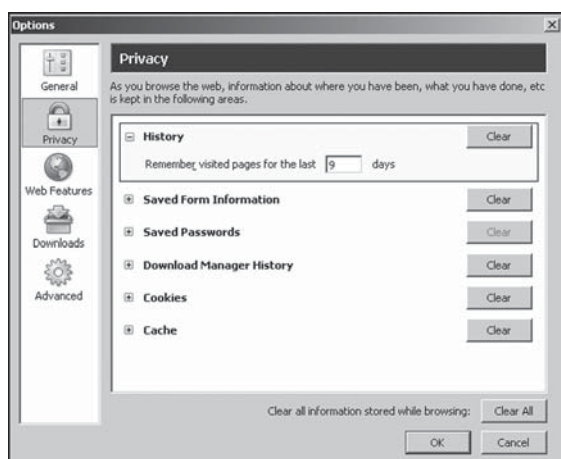 Options
General
Privacy
Web Features
Downloads
Advanced
Privacy
As you browse the web, information about where you have been, what you have done, etc
is kept in the following areas.
History Clear
Remember visited pages for the last 9 days
Saved Form Information Clear
Saved Passwords Clear
Download Manager History Clear
Cookies Clear
Cache Clear
Clear all information stored while browsing: Clear All
OK Cancel